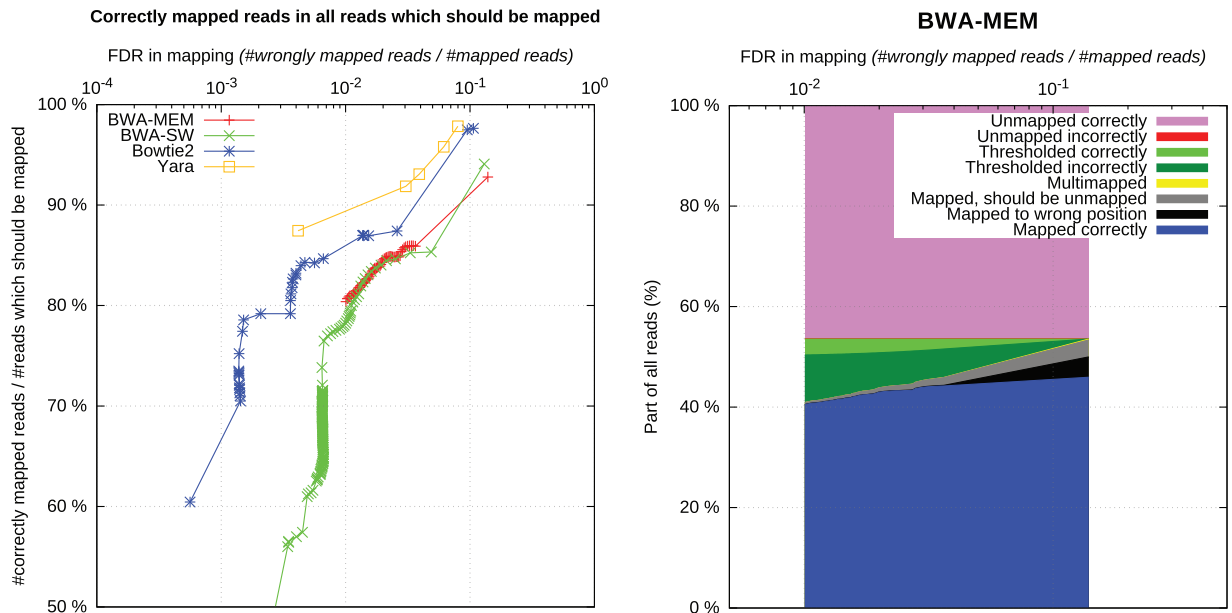 Correctly mapped reads in all reads which should be mapped
FDR in mapping (#wrongly mapped reads / #mapped reads)
10-4 10-3 10-2 10-1 100
100 %
90 %
80 %
70 %
60 %
50 %
#correctly mapped reads / #reads which should be mapped
BWA-MEM
BWA-SW
Bowtie2
Yara
BWA-MEM
FDR in mapping (#wrongly mapped reads / #mapped reads)
10-2 10-1
100 %
80 %
60 %
40 %
20 %
0 %
Part of all reads (%)
Unmapped correctly
Unmapped incorrectly
Thresholded correctly
Thresholded incorrectly
Multimapped
Mapped, should be unmapped
Mapped to wrong position
Mapped correctly